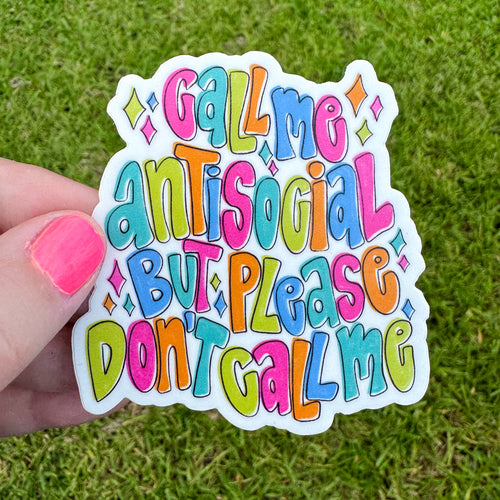 CALL ME
ANTISOCIAL
BUT PLEASE
DON'T CALL ME